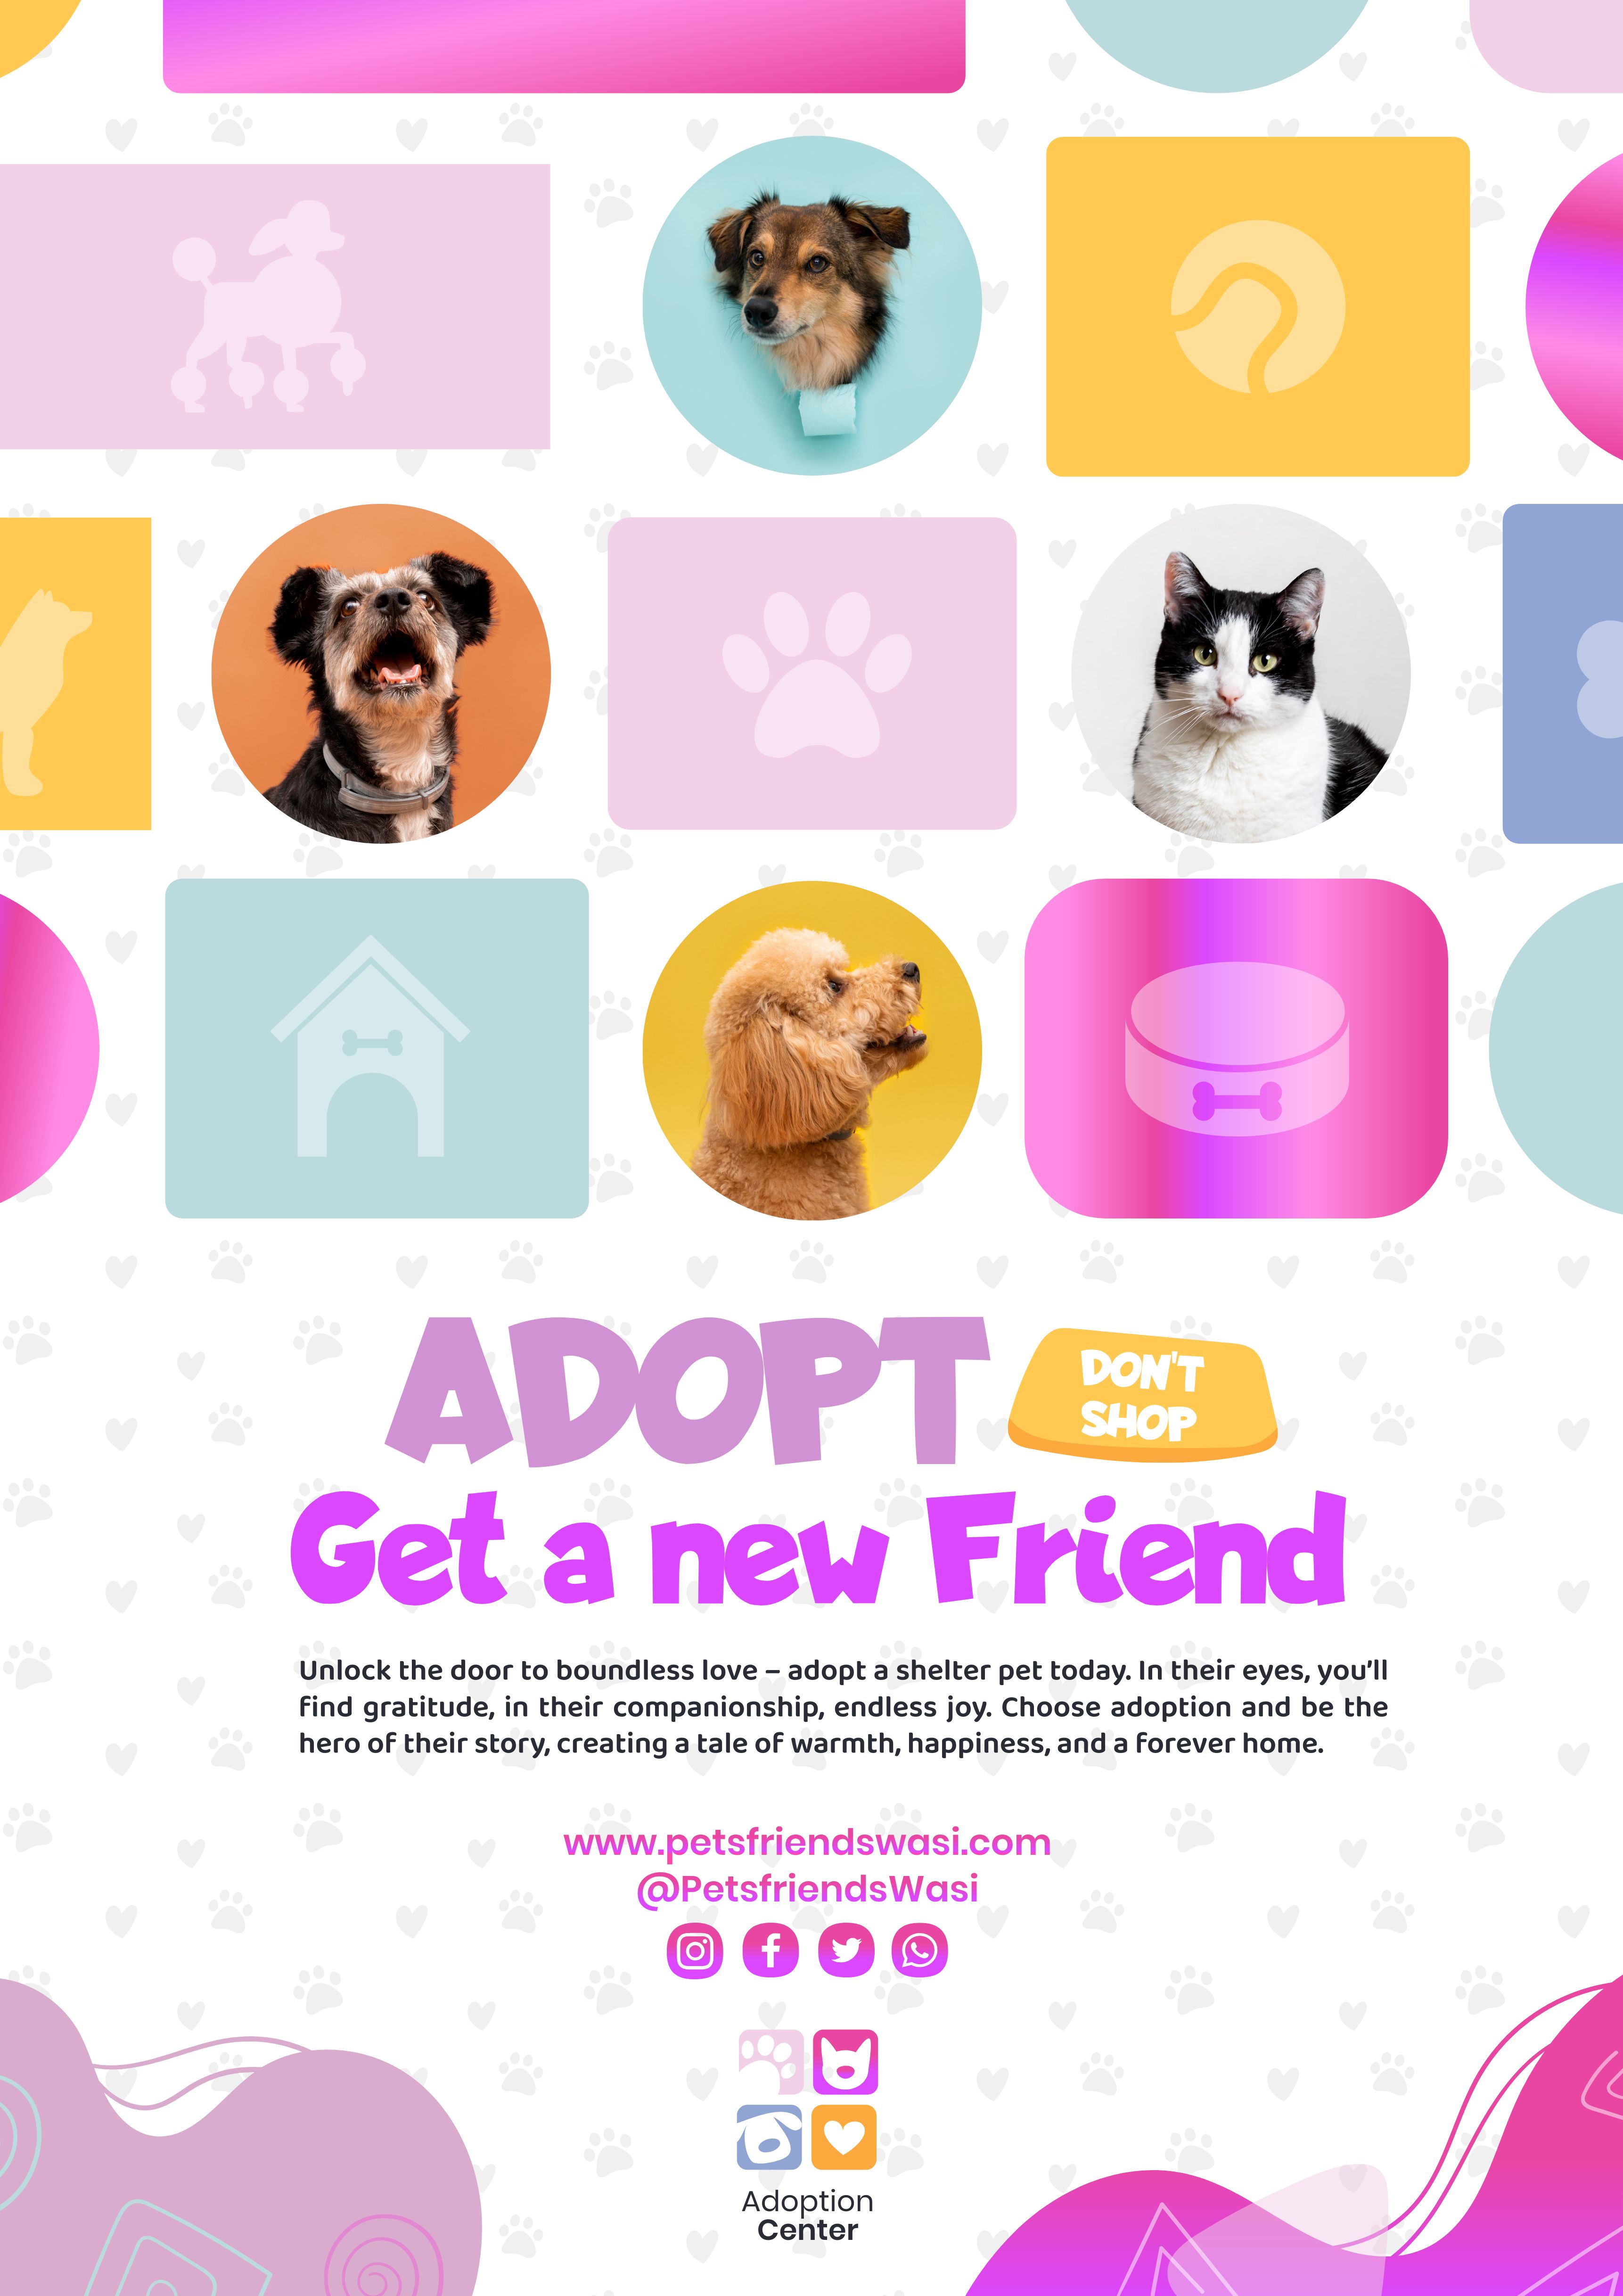 ADOPT
DON'T
SHOP
Get a new Friend
Unlock the door to boundless love – adopt a shelter pet today. In their eyes, you'll
find gratitude, in their companionship, endless joy. Choose adoption and be the
hero of their story, creating a tale of warmth, happiness, and a forever home.
www.petsfriendswasi.com
@PetsfriendsWasi
Adoption
Center